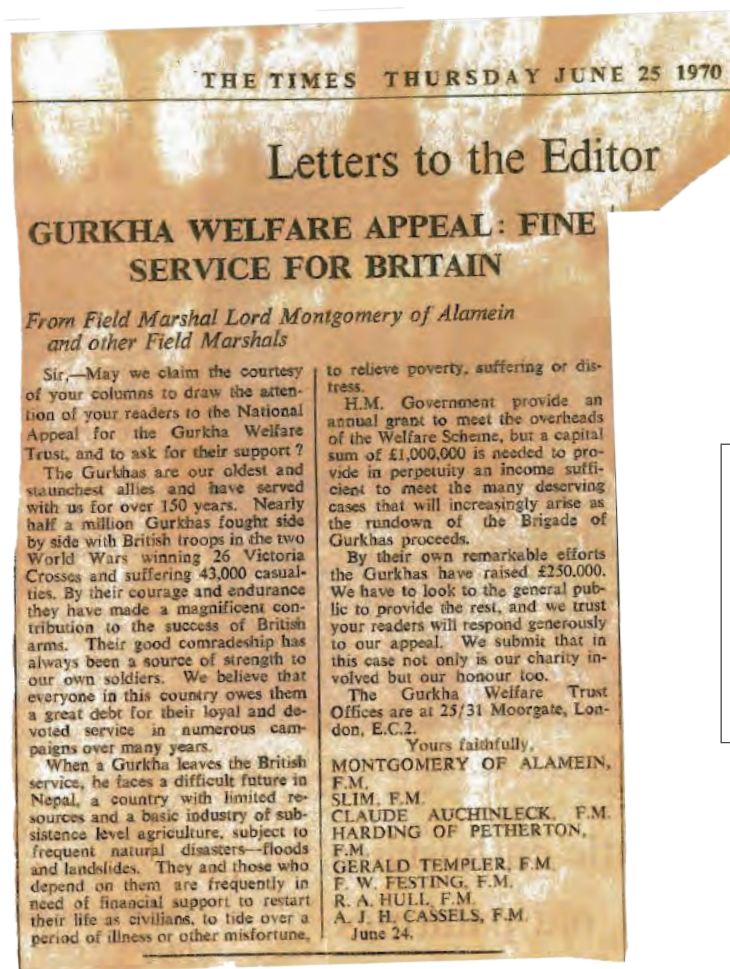 THE TIMES THURSDAY JUNE 25 1970
Letters to the Editor
GURKHA WELFARE APPEAL: FINE
SERVICE FOR BRITAIN
From Field Marshal Lord Montgomery of Alamein
and other Field Marshals
Sir,—May we claim the courtesy
of your columns to draw the atten-
tion of your readers to the National
Appeal for the Gurkha Welfare
Trust, and to ask for their support?
The Gurkhas are our oldest and
staunchest allies and have served
with us for over 150 years. Nearly
half a million Gurkhas fought side
by side with British troops in the two
World Wars winning 26 Victoria
Crosses and suffering 43,000 casual-
ties. By their courage and endurance
they have made a magnificent con-
tribution to the success of British
arms. Their good comradeship has
always been a source of strength to
our own soldiers. We believe that
everyone in this country owes them
a great debt for their loyal and de-
voted service in numerous cam-
paigns over many years.
When a Gurkha leaves the British
service, he faces a difficult future in
Nepal, a country with limited re-
sources and a basic industry of sub-
sistence level agriculture, subject to
frequent natural disasters—floods
and landslides. They and those who
depend on them are frequently in
need of financial support to restart
their life as civilians, to tide over a
period of illness or other misfortune,
to relieve poverty, suffering or dis-
tress.
H.M. Government provide an
annual grant to meet the overheads
of the Welfare Scheme, but a capital
sum of £1,000,000 is needed to pro-
vide in perpetuity an income suffi-
cient to meet the many deserving
cases that will increasingly arise as
the rundown of the Brigade of
Gurkhas proceeds.
By their own remarkable efforts
the Gurkhas have raised £250,000.
We have to look to the general pub-
lic to provide the rest, and we trust
your readers will respond generously
to our appeal. We submit that in
this case not only is our charity in-
volved but our honour too.
The Gurkha Welfare Trust
Offices are at 25/31 Moorgate, Lon-
don, E.C.2.
Yours faithfully,
MONTGOMERY OF ALAMEIN,
F.M.
SLIM, F.M.
CLAUDE AUCHINLECK, F.M.
HARDING OF PETHERTON,
F.M.
GERALD TEMPLER, F.M.
F. W. FESTING, F.M.
R. A. HULL, F.M.
A. J. H. CASSELS, F.M.
June 24.